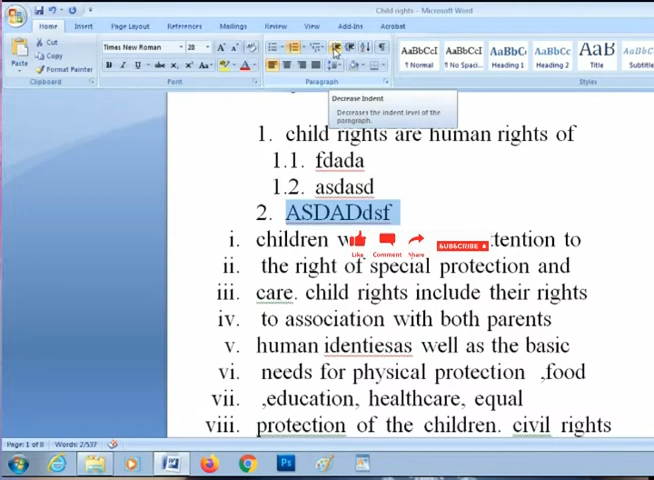 Child rights - Microsoft Word
Home Insert Page Layout References Mailings Review View Add-Ins Acrobat
Cut
Copy
Format Painter
Paste
Times New Roman 28
Clipboard Font Paragraph Styles
AaBbCcI AaBbCcI AaBbC AaBbCc AaB AaBbCcD
¶ Normal ¶ No Spaci... Heading 1 Heading 2 Title Subtitle
Decrease Indent
Decreases the indent level of the
paragraph.
1. child rights are human rights of
1.1. fdada
1.2. asdasd
2. ASDADdsf
i. children w ttention to
Like Comment Share SUBSCRIBE
ii. the right of special protection and
iii. care. child rights include their rights
iv. to association with both parents
v. human identiesas well as the basic
vi. needs for physical protection ,food
vii. ,education, healthcare, equal
viii. protection of the children. civil rights
Page: 1 of 8 Words: 2/537